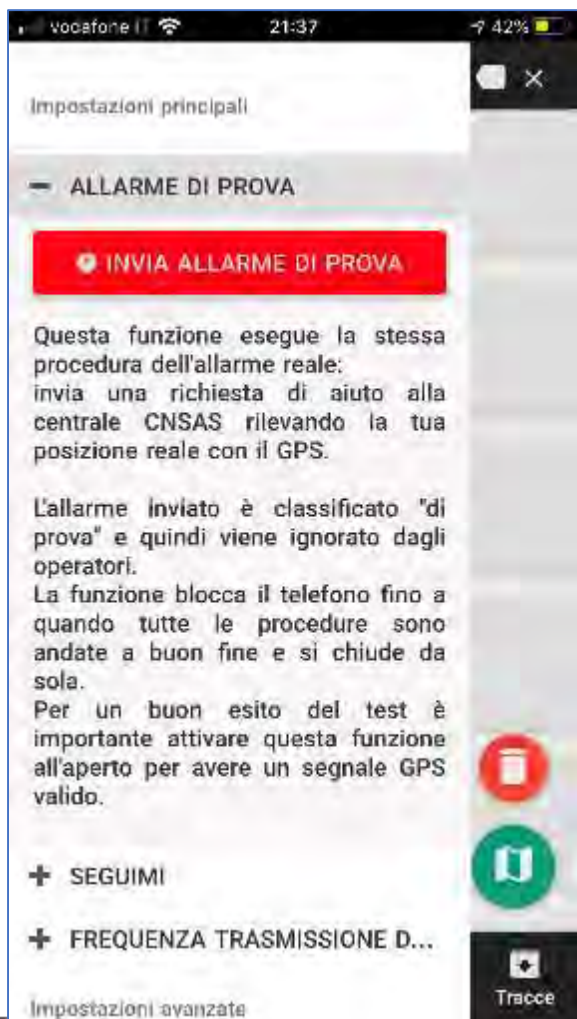 vodafone IT 21:37 42%
Impostazioni principali
ALLARME DI PROVA
INVIA ALLARME DI PROVA
Questa funzione esegue la stessa
procedura dell'allarme reale:
invia una richiesta di aiuto alla
centrale CNSAS rilevando la tua
posizione reale con il GPS.
L'allarme inviato è classificato "di
prova" e quindi viene ignorato dagli
operatori.
La funzione blocca il telefono fino a
quando tutte le procedure sono
andate a buon fine e si chiude da
sola.
Per un buon esito del test è
importante attivare questa funzione
all'aperto per avere un segnale GPS
valido.
SEGUIMI
FREQUENZA TRASMISSIONE D...
Impostazioni avanzate
Tracce